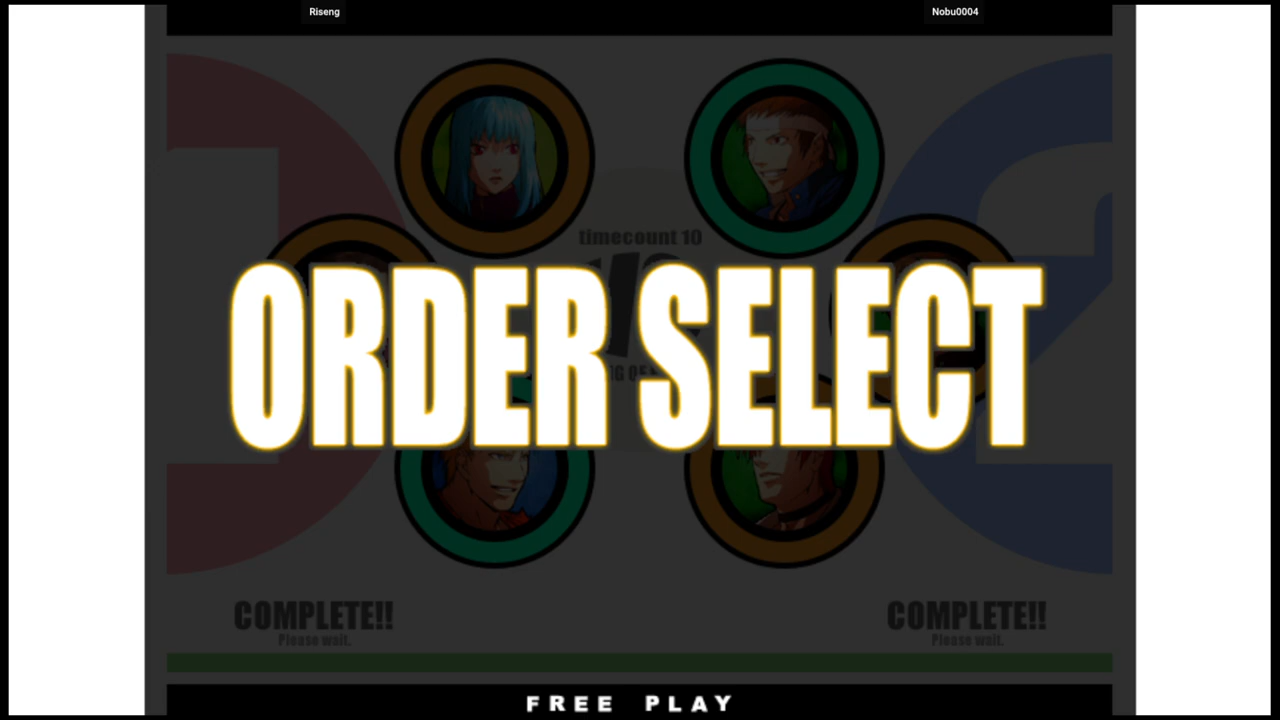 Riseng
Nobu0004
timecount 10
ORDER SELECT
COMPLETE!!
Please wait.
COMPLETE!!
Please wait.
FREE PLAY